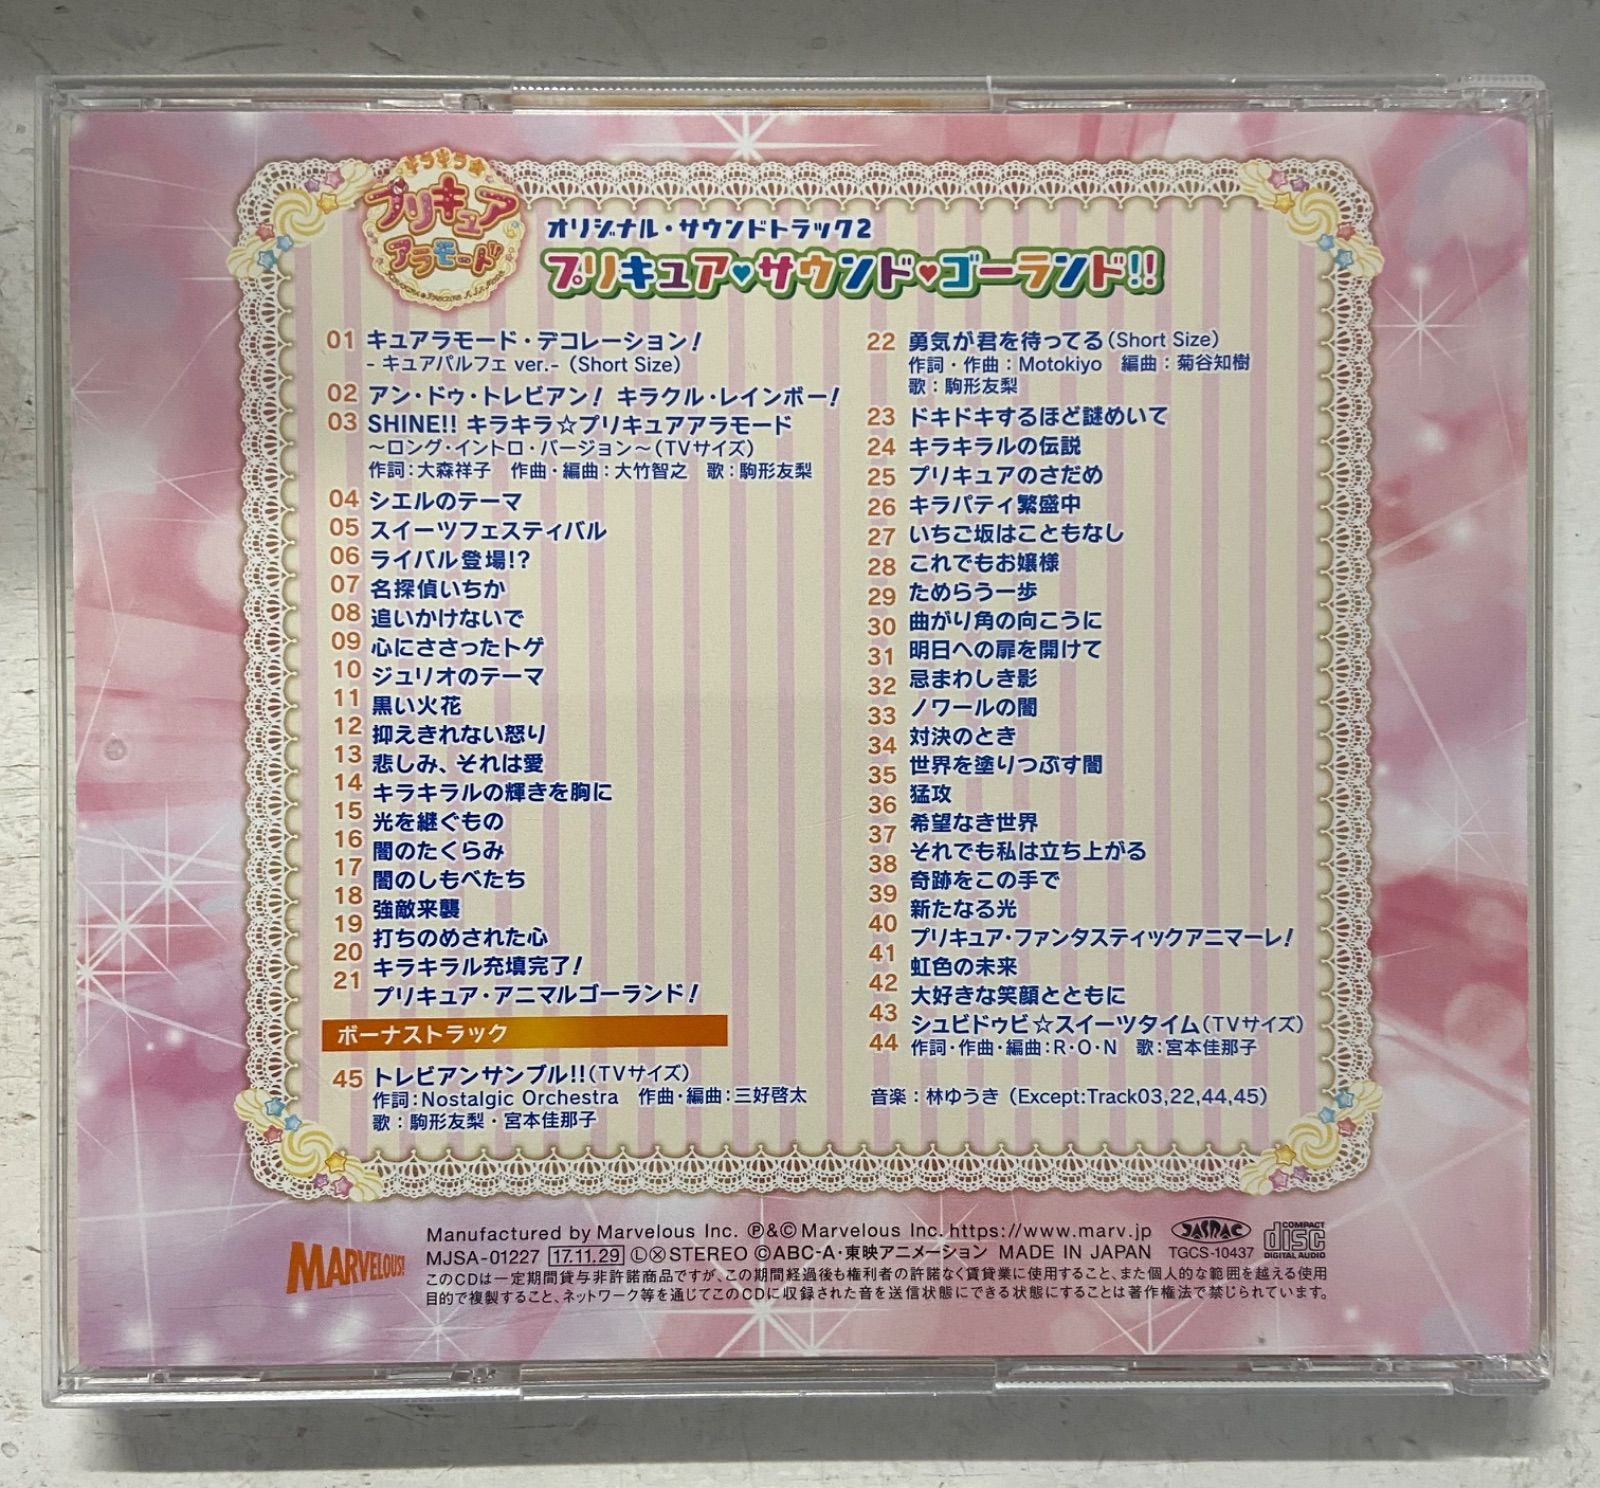 キラキラ☆
プリキュア
アラモード
オリジナル・サウンドトラック2
プリキュア♥サウンド♥ゴーランド!!
01 キュアラモード・デコレーション!
- キュアパルフェ ver.-（Short Size）
02 アン・ドゥ・トレビアン! キラクル・レインボー!
03 SHINE!! キラキラ☆プリキュアアラモード
～ロング・イントロ・バージョン～（TVサイズ）
作詞：大森祥子　作曲・編曲：大竹智之　歌：駒形友梨
04 シエルのテーマ
05 スイーツフェスティバル
06 ライバル登場!?
07 名探偵いちか
08 追いかけないで
09 心にささったトゲ
10 ジュリオのテーマ
11 黒い火花
12 抑えきれない怒り
13 悲しみ、それは愛
14 キラキラルの輝きを胸に
15 光を継ぐもの
16 闇のたくらみ
17 闇のしもべたち
18 強敵来襲
19 打ちのめされた心
20 キラキラル充填完了!
21 プリキュア・アニマルゴーランド!
22 勇気が君を待ってる（Short Size）
作詞・作曲：Motokiyo　編曲：菊谷知樹
歌：駒形友梨
23 ドキドキするほど謎めいて
24 キラキラルの伝説
25 プリキュアのさだめ
26 キラパティ繁盛中
27 いちご坂はこともなし
28 これでもお嬢様
29 ためらう一歩
30 曲がり角の向こうに
31 明日への扉を開けて
32 忌まわしき影
33 ノワールの闇
34 対決のとき
35 世界を塗りつぶす闇
36 猛攻
37 希望なき世界
38 それでも私は立ち上がる
39 奇跡をこの手で
40 新たなる光
41 プリキュア・ファンタスティックアニマーレ!
42 虹色の未来
43 大好きな笑顔とともに
44 シュビドゥビ☆スイーツタイム（TVサイズ）
作詞・作曲・編曲：R・O・N　歌：宮本佳那子
ボーナストラック
45 トレビアンサンブル!!（TVサイズ）
作詞：Nostalgic Orchestra　作曲・編曲：三好啓太
歌：駒形友梨・宮本佳那子
音楽：林ゆうき（Except:Track03,22,44,45）
MARVELOUS!
Manufactured by Marvelous Inc. ℗&©Marvelous Inc. https://www.marv.jp
MJSA-01227 17.11.29 ⓁⓍSTEREO ©ABC-A・東映アニメーション MADE IN JAPAN
JASRAC
TGCS-10437
COMPACT
disc
DIGITAL AUDIO
このCDは一定期間貸与非許諾商品ですが、この期間経過後も権利者の許諾なく賃貸業に使用すること、また個人的な範囲を越える使用
目的で複製すること、ネットワーク等を通じてこのCDに収録された音を送信状態にできる状態にすることは著作権法で禁じられています。